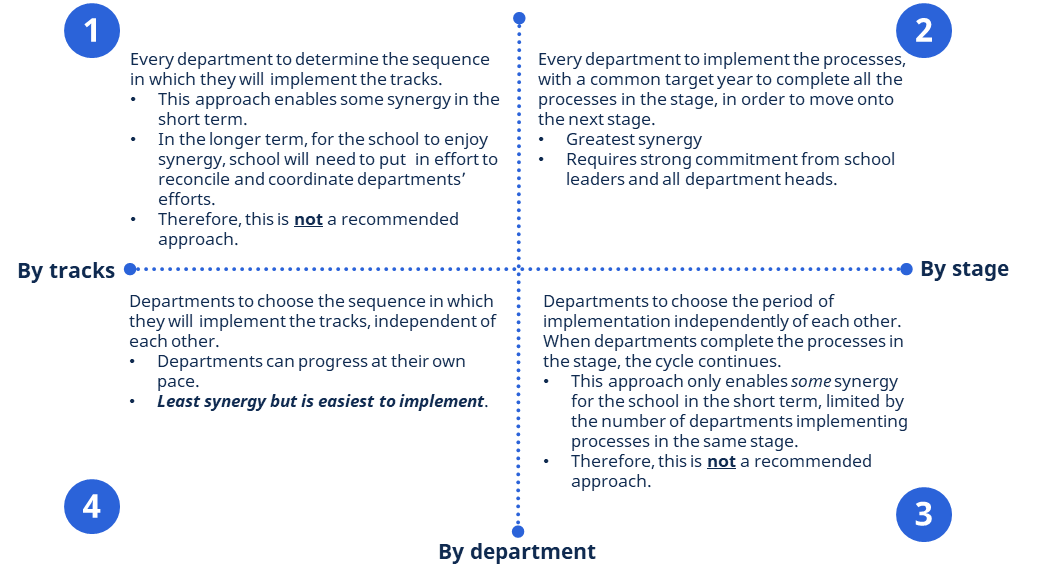 1
Every department to determine the sequence
in which they will implement the tracks.
• This approach enables some synergy in the
short term.
• In the longer term, for the school to enjoy
synergy, school will need to put in effort to
reconcile and coordinate departments’
efforts.
• Therefore, this is not a recommended
approach.
2
Every department to implement the processes,
with a common target year to complete all the
processes in the stage, in order to move onto
the next stage.
• Greatest synergy
• Requires strong commitment from school
leaders and all department heads.
By tracks
By stage
Departments to choose the sequence in which
they will implement the tracks, independent of
each other.
• Departments can progress at their own
pace.
• Least synergy but is easiest to implement.
4
Departments to choose the period of
implementation independently of each other.
When departments complete the processes in
the stage, the cycle continues.
• This approach only enables some synergy
for the school in the short term, limited by
the number of departments implementing
processes in the same stage.
• Therefore, this is not a recommended
approach.
3
By department